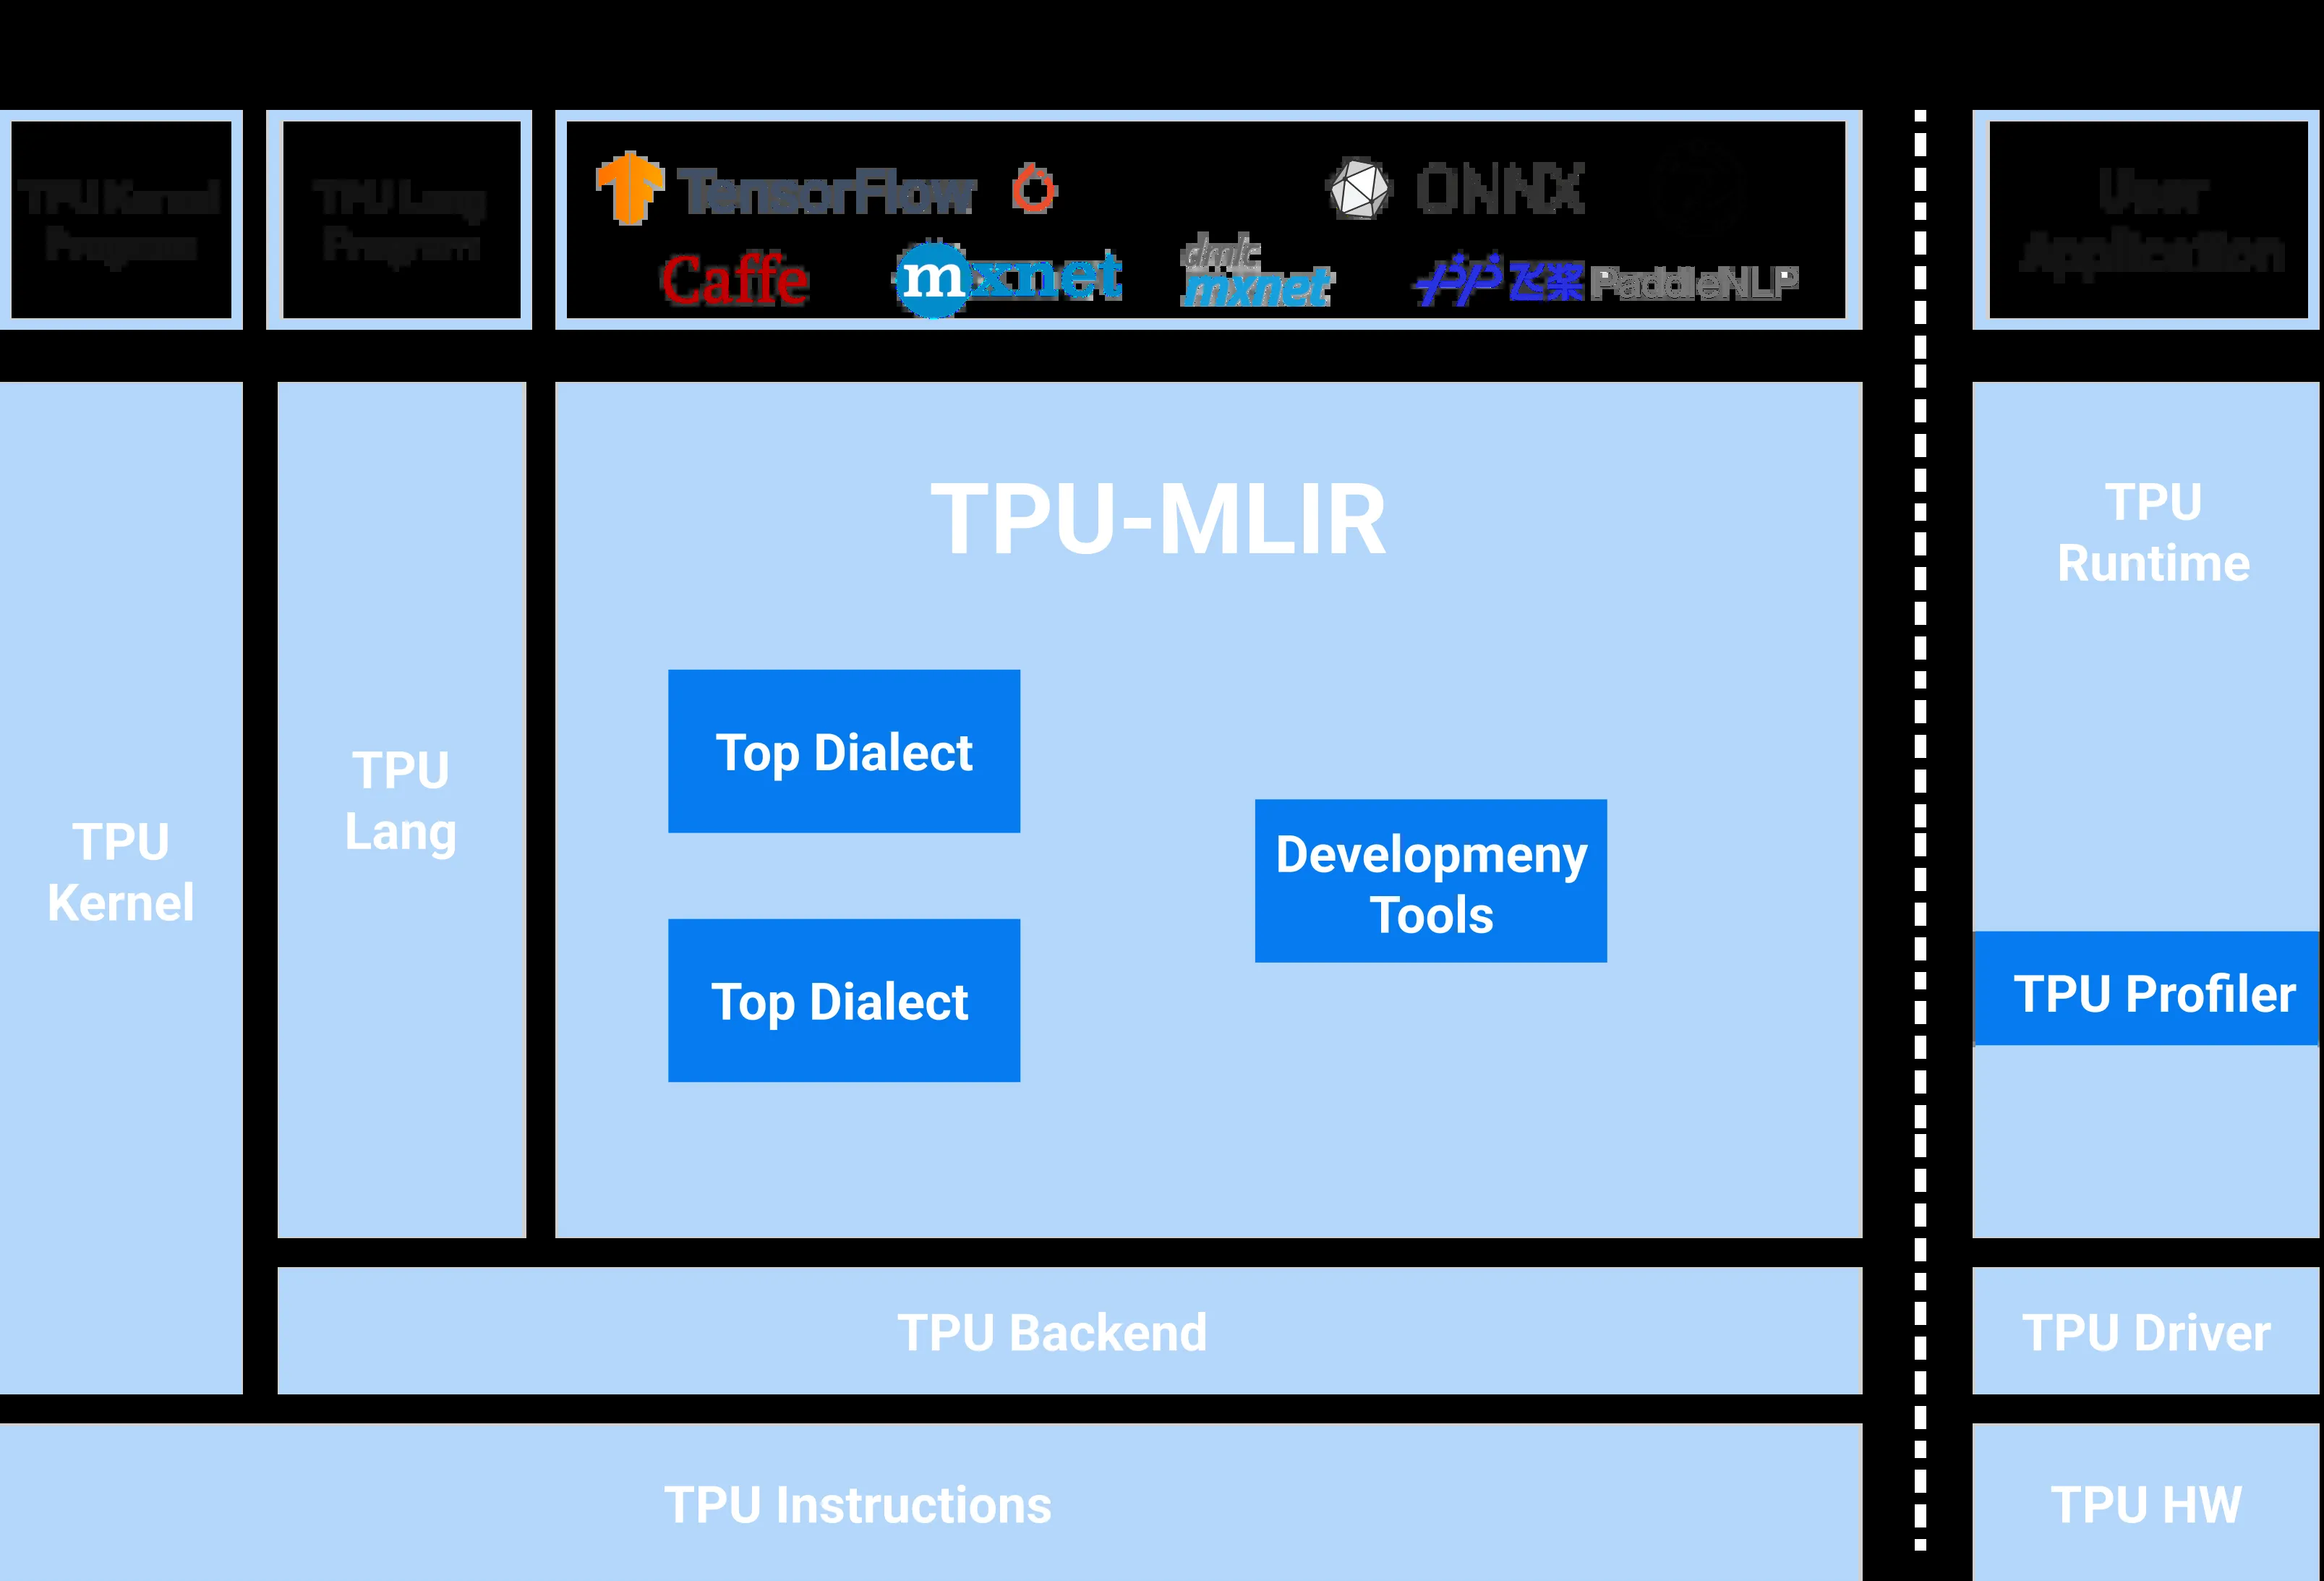 TPU Kernel
Program
TPU Lang
Program
TensorFlow
ONNX
Caffe
mxnet
dmlc
mxnet
飞桨 PaddleNLP
User
Application
TPU
Kernel
TPU
Lang
TPU-MLIR
Top Dialect
Top Dialect
Developmeny
Tools
TPU
Runtime
TPU Profiler
TPU Backend
TPU Driver
TPU Instructions
TPU HW